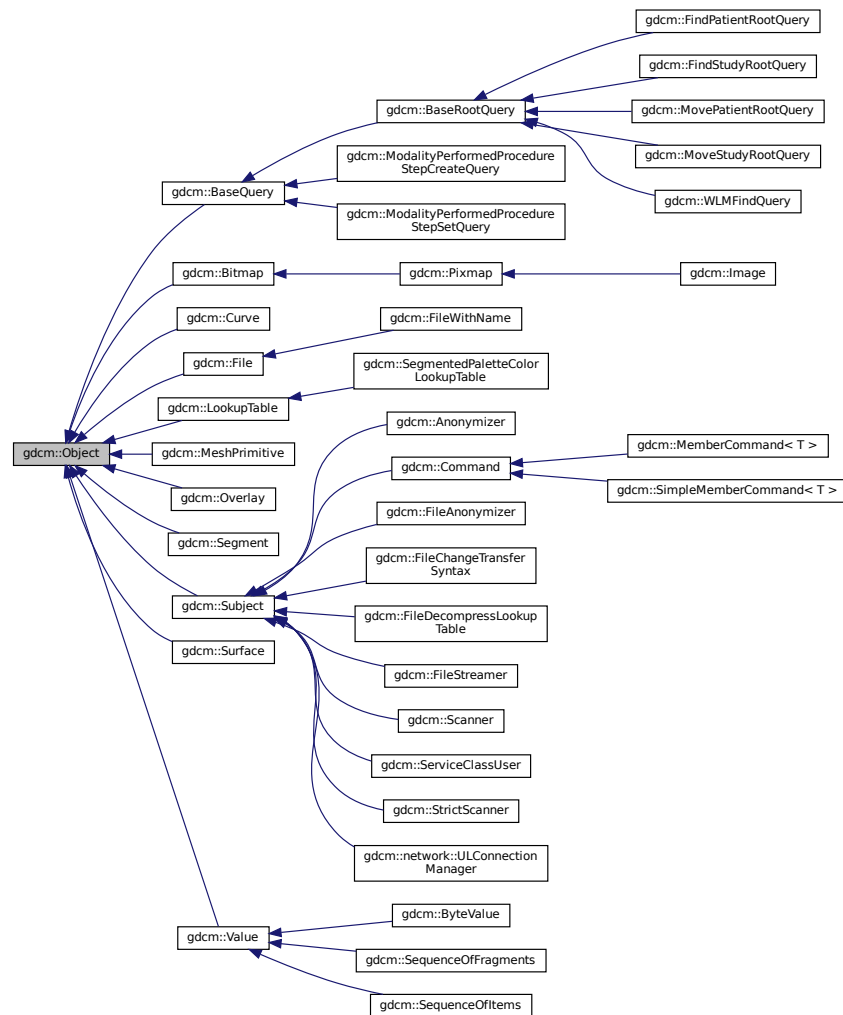 gdcm::FindPatientRootQuery
gdcm::FindStudyRootQuery
gdcm::BaseRootQuery
gdcm::MovePatientRootQuery
gdcm::MoveStudyRootQuery
gdcm::ModalityPerformedProcedure
StepCreateQuery
gdcm::BaseQuery
gdcm::WLMFindQuery
gdcm::ModalityPerformedProcedure
StepSetQuery
gdcm::Bitmap
gdcm::Pixmap
gdcm::Image
gdcm::Curve
gdcm::FileWithName
gdcm::File
gdcm::SegmentedPaletteColor
LookupTable
gdcm::LookupTable
gdcm::Anonymizer
gdcm::Object
gdcm::MeshPrimitive
gdcm::MemberCommand< T >
gdcm::Command
gdcm::SimpleMemberCommand< T >
gdcm::Overlay
gdcm::FileAnonymizer
gdcm::Segment
gdcm::FileChangeTransfer
Syntax
gdcm::Subject
gdcm::FileDecompressLookup
Table
gdcm::Surface
gdcm::FileStreamer
gdcm::Scanner
gdcm::ServiceClassUser
gdcm::StrictScanner
gdcm::network::ULConnection
Manager
gdcm::ByteValue
gdcm::Value
gdcm::SequenceOfFragments
gdcm::SequenceOfItems